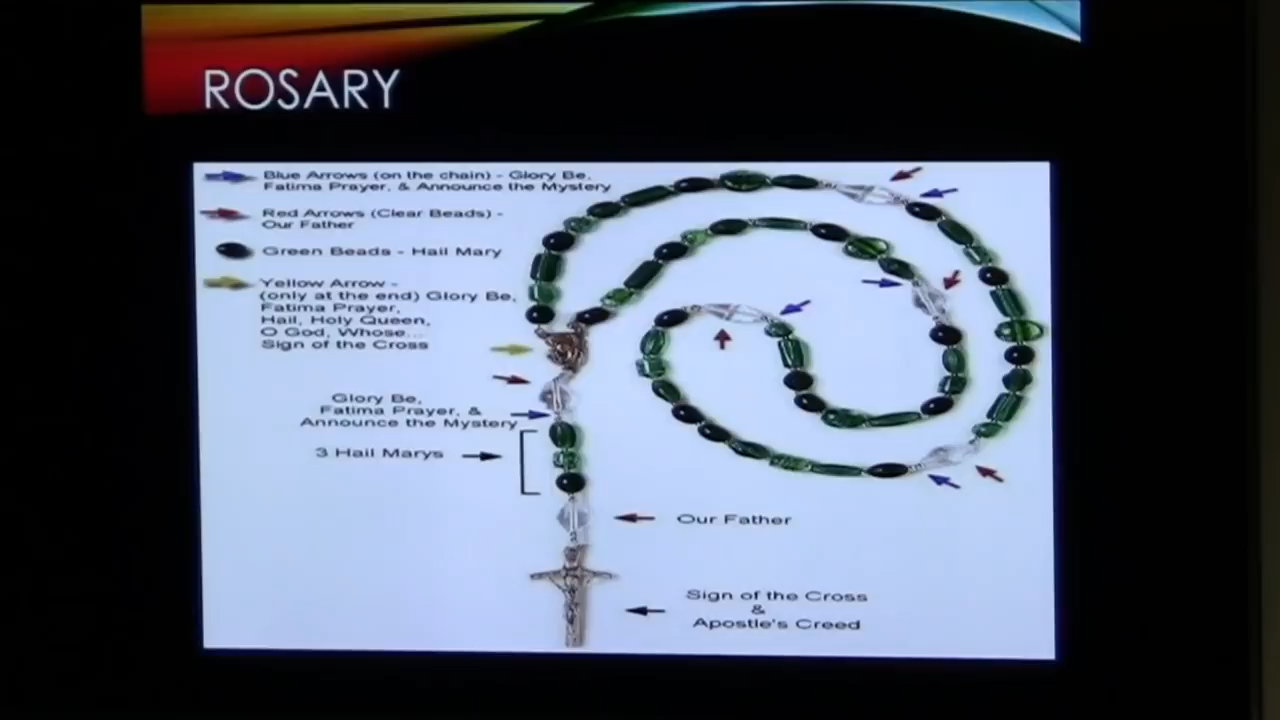 ROSARY
Blue Arrows (on the chain) - Glory Be,
Fatima Prayer, & Announce the Mystery
Red Arrows (Clear Beads) -
Our Father
Green Beads - Hail Mary
Yellow Arrow -
(only at the end) Glory Be,
Fatima Prayer,
Hail, Holy Queen,
O God, Whose...
Sign of the Cross
Glory Be,
Fatima Prayer, &
Announce the Mystery
3 Hail Marys
Our Father
Sign of the Cross
&
Apostle's Creed